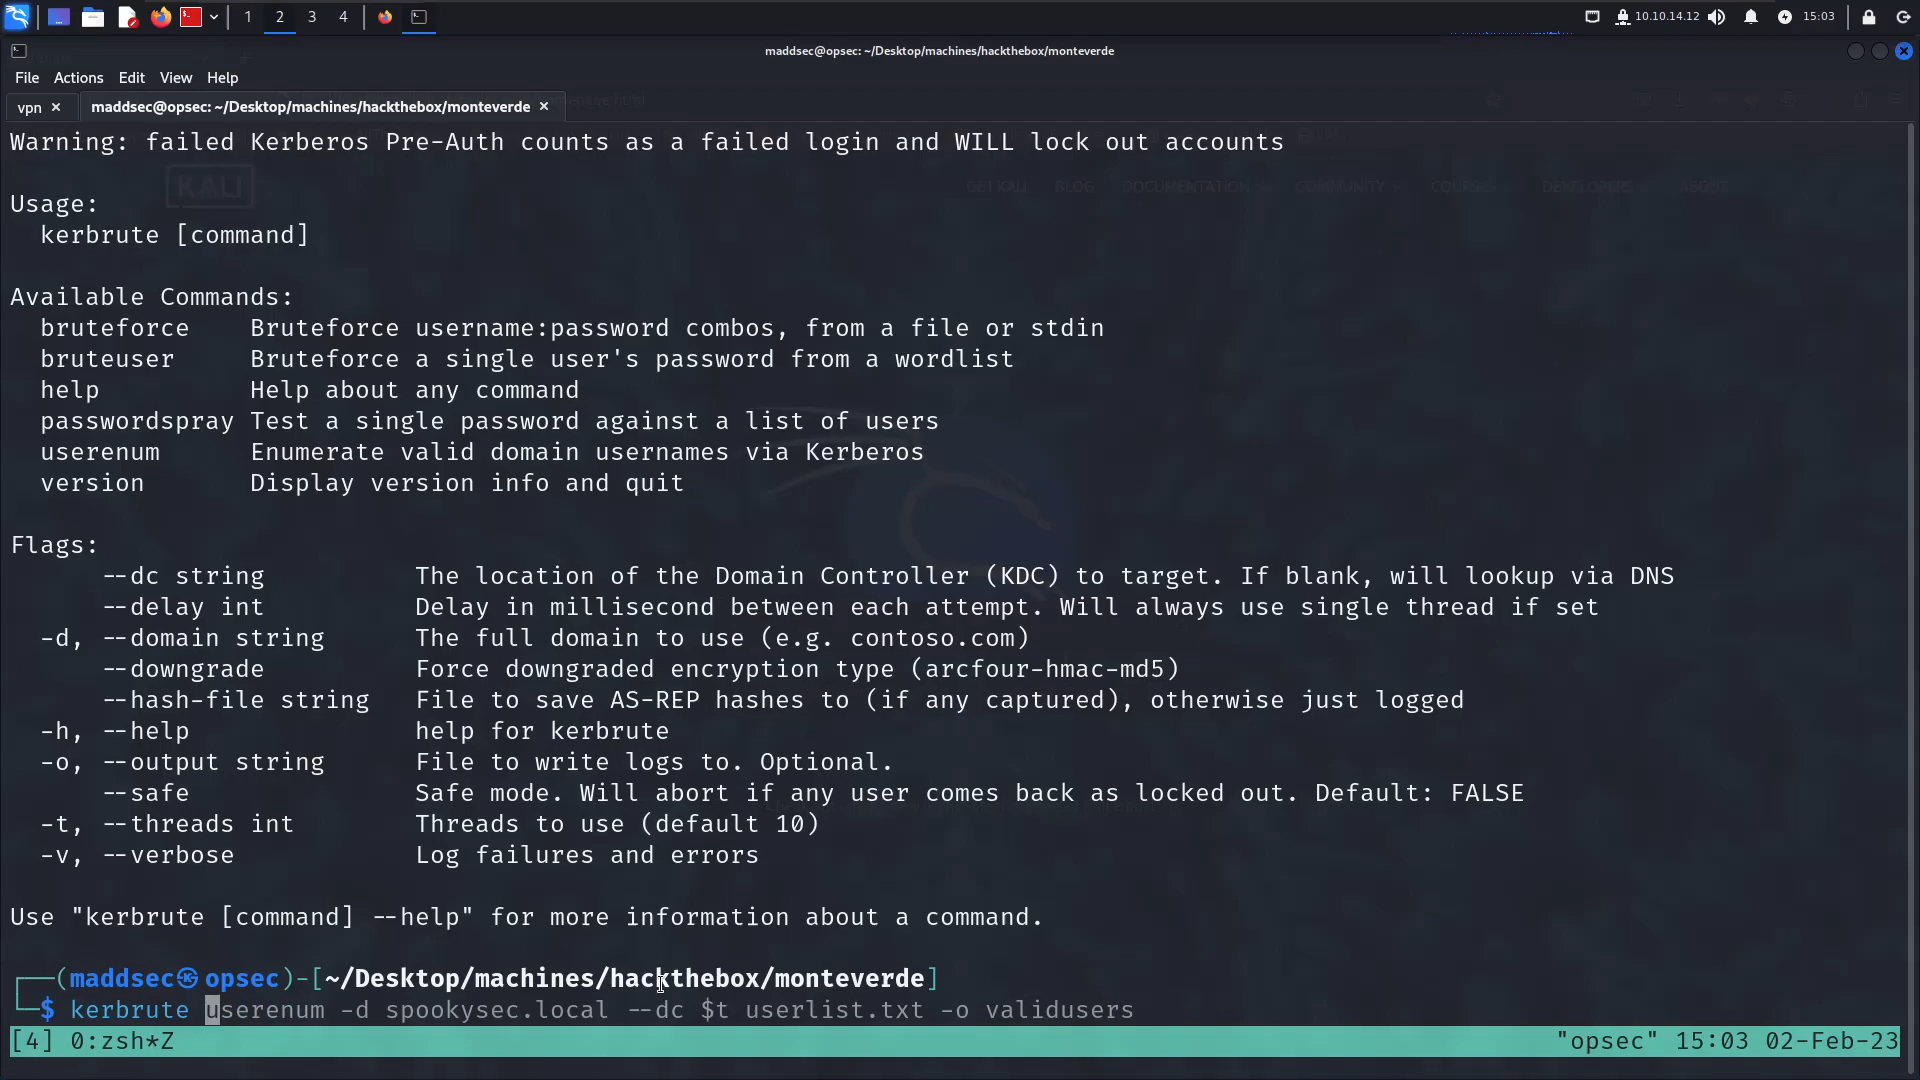 1 2 3 4 10.10.14.12 15:03
maddsec@opsec: ~/Desktop/machines/hackthebox/monteverde
File Actions Edit View Help
vpn × maddsec@opsec: ~/Desktop/machines/hackthebox/monteverde ×
Warning: failed Kerberos Pre-Auth counts as a failed login and WILL lock out accounts
KALI GET KALI BLOG DOCUMENTATION COMMUNITY DEVELOPERS ABOUT
Usage:
kerbrute [command]
Available Commands:
bruteforce Bruteforce username:password combos, from a file or stdin
bruteuser Bruteforce a single user's password from a wordlist
help Help about any command
passwordspray Test a single password against a list of users
userenum Enumerate valid domain usernames via Kerberos
version Display version info and quit
Flags:
--dc string The location of the Domain Controller (KDC) to target. If blank, will lookup via DNS
--delay int Delay in millisecond between each attempt. Will always use single thread if set
-d, --domain string The full domain to use (e.g. contoso.com)
--downgrade Force downgraded encryption type (arcfour-hmac-md5)
--hash-file string File to save AS-REP hashes to (if any captured), otherwise just logged
-h, --help help for kerbrute
-o, --output string File to write logs to. Optional.
--safe Safe mode. Will abort if any user comes back as locked out. Default: FALSE
-t, --threads int Threads to use (default 10)
-v, --verbose Log failures and errors
Use "kerbrute [command] --help" for more information about a command.
┌──(maddsec㉿opsec)-[~/Desktop/machines/hackthebox/monteverde]
└─$ kerbrute userenum -d spookysec.local --dc $t userlist.txt -o validusers
[4] 0:zsh*Z "opsec" 15:03 02-Feb-23